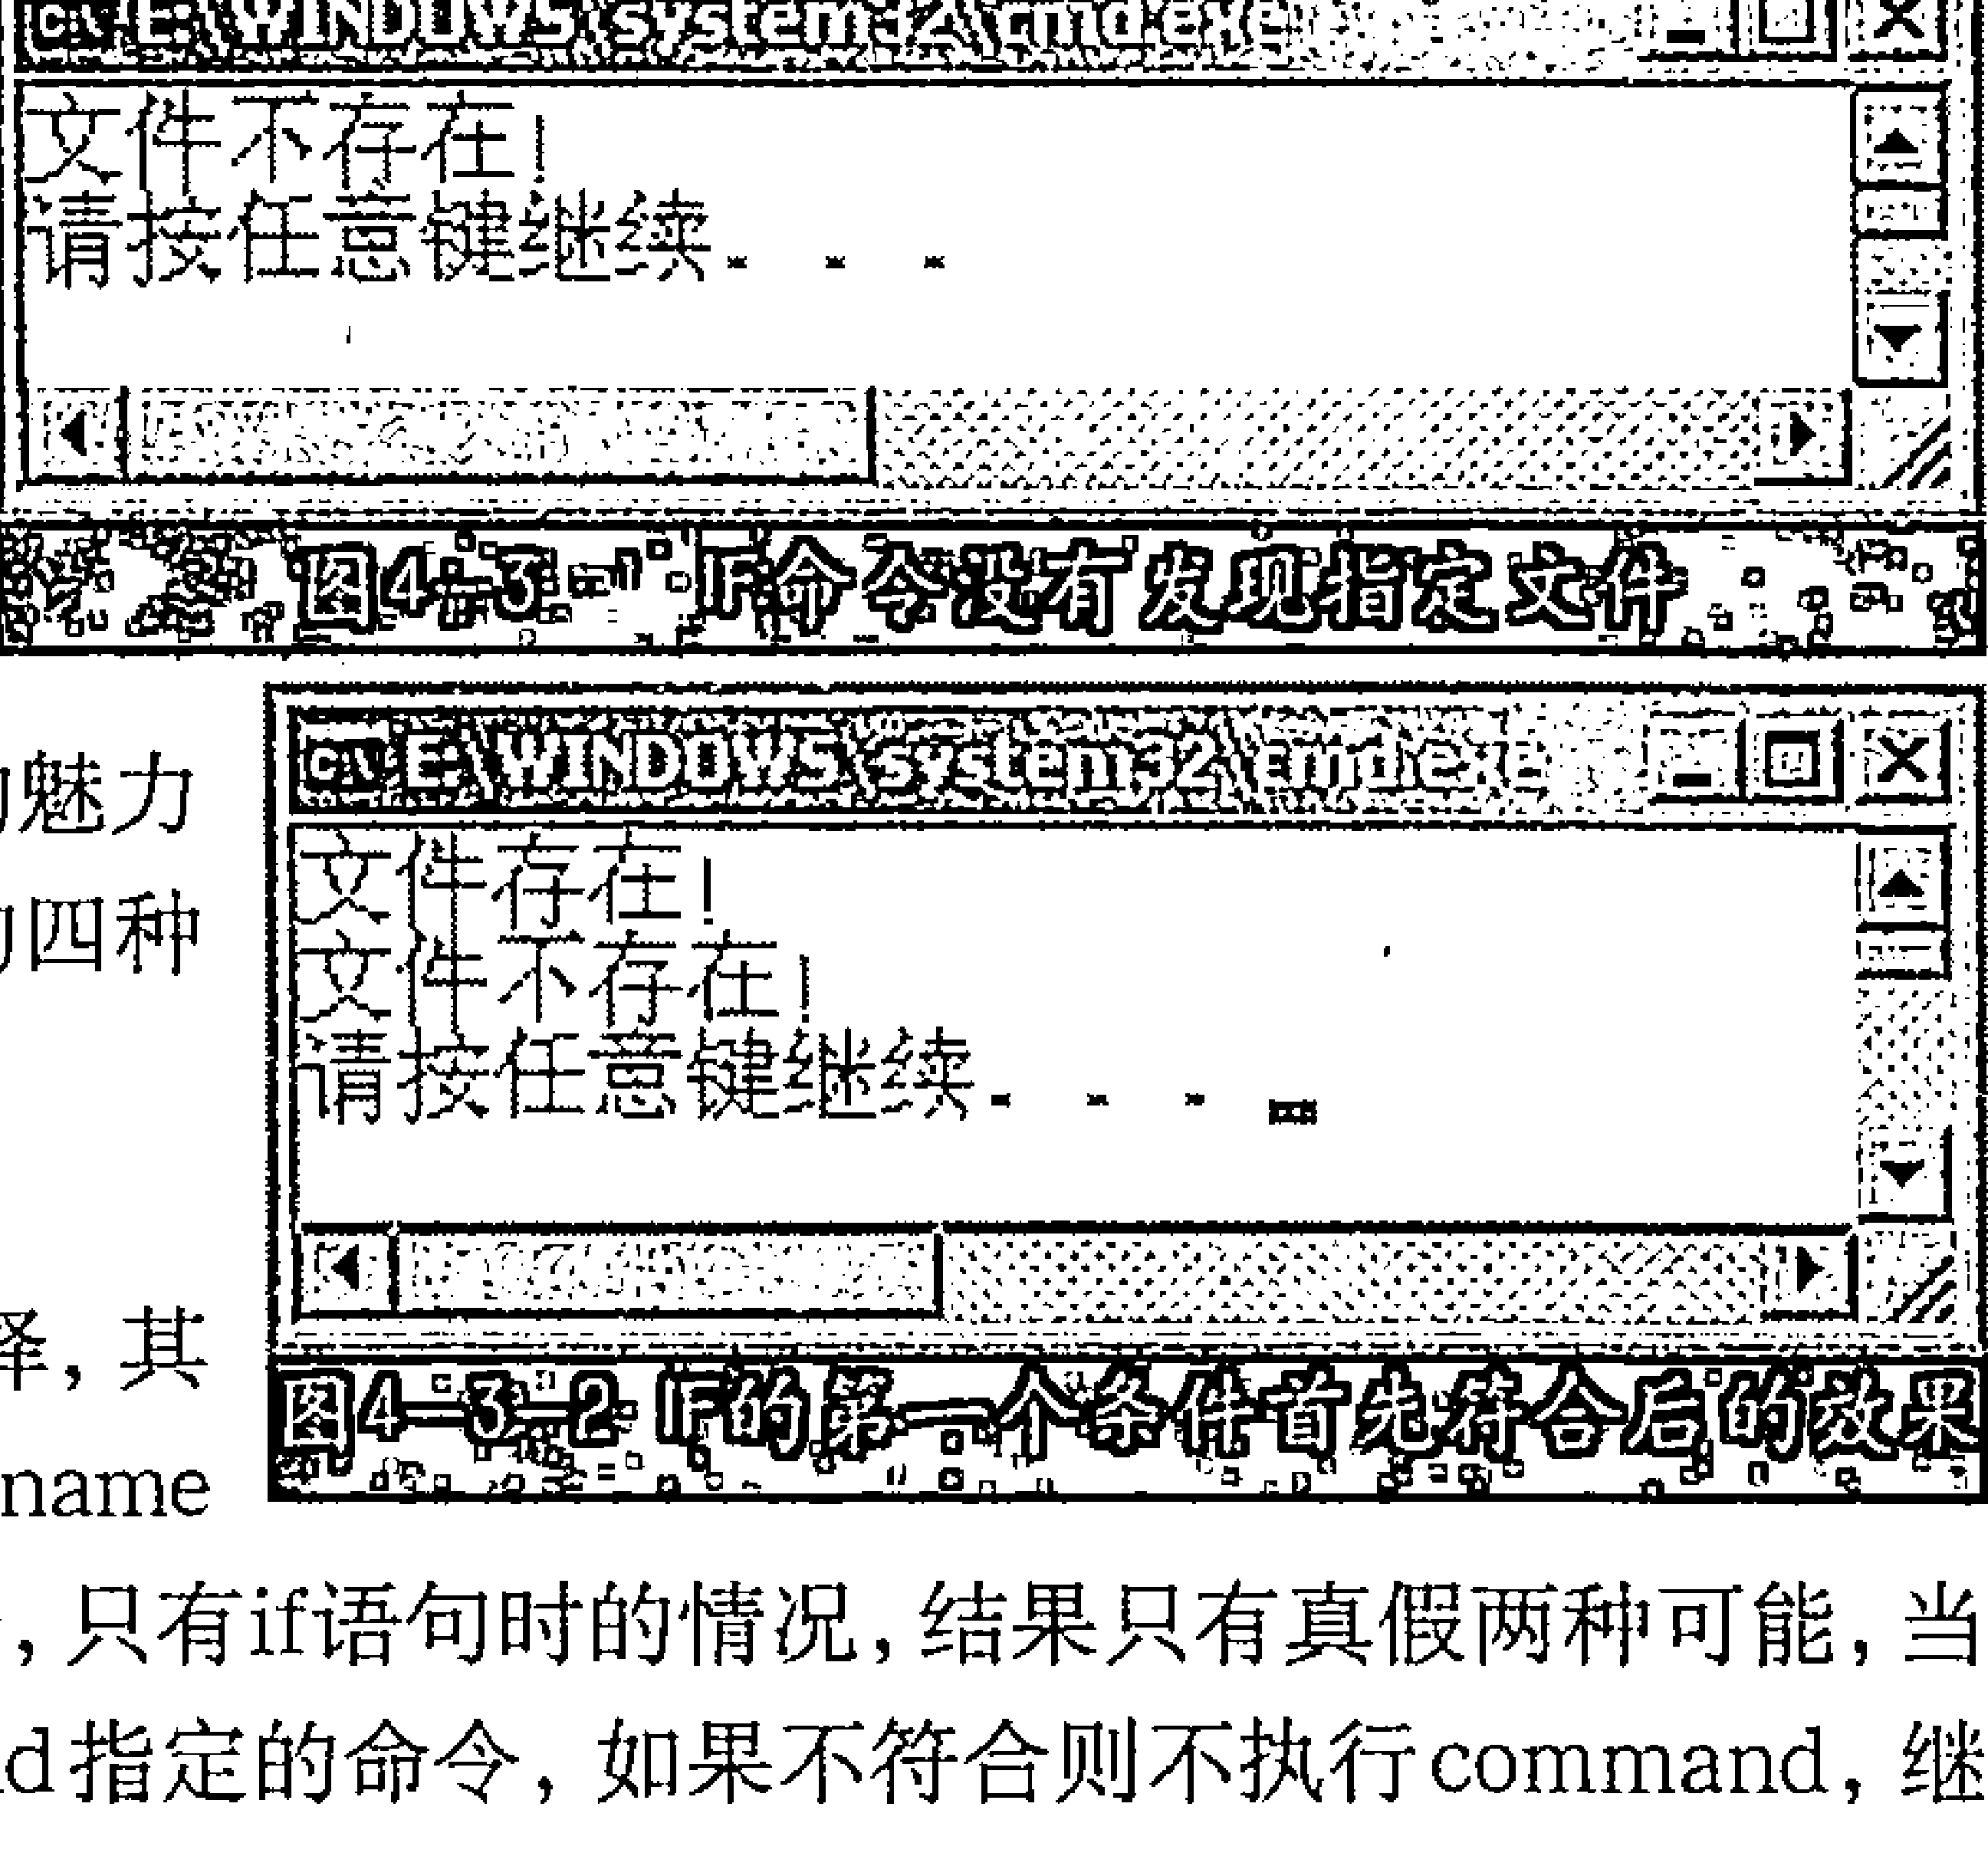 E:\WINDOWS\system32\cmd.exe
文件不存在!
请按任意键继续. . .
图4-3-1 IF命令没有发现指定文件
魅力
四种
E:\WINDOWS\system32\cmd.exe
文件存在!
文件不存在!
请按任意键继续. . . _
择,其
name
图4-3-2 IF的第一个条件首先符合后的效果
,只有if语句时的情况,结果只有真假两种可能,当
d指定的命令,如果不符合则不执行command,继